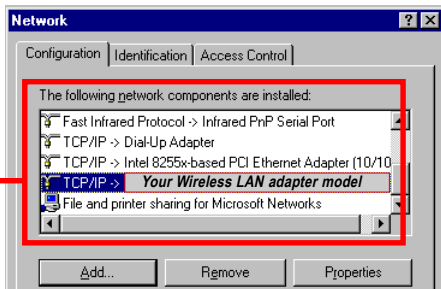 Network
? X
Configuration Identification Access Control
The following network components are installed:
Fast Infrared Protocol -> Infrared PnP Serial Port
TCP/IP -> Dial-Up Adapter
TCP/IP -> Intel 8255x-based PCI Ethernet Adapter (10/10
TCP/IP -> Your Wireless LAN adapter model
File and printer sharing for Microsoft Networks
Add... Remove Properties